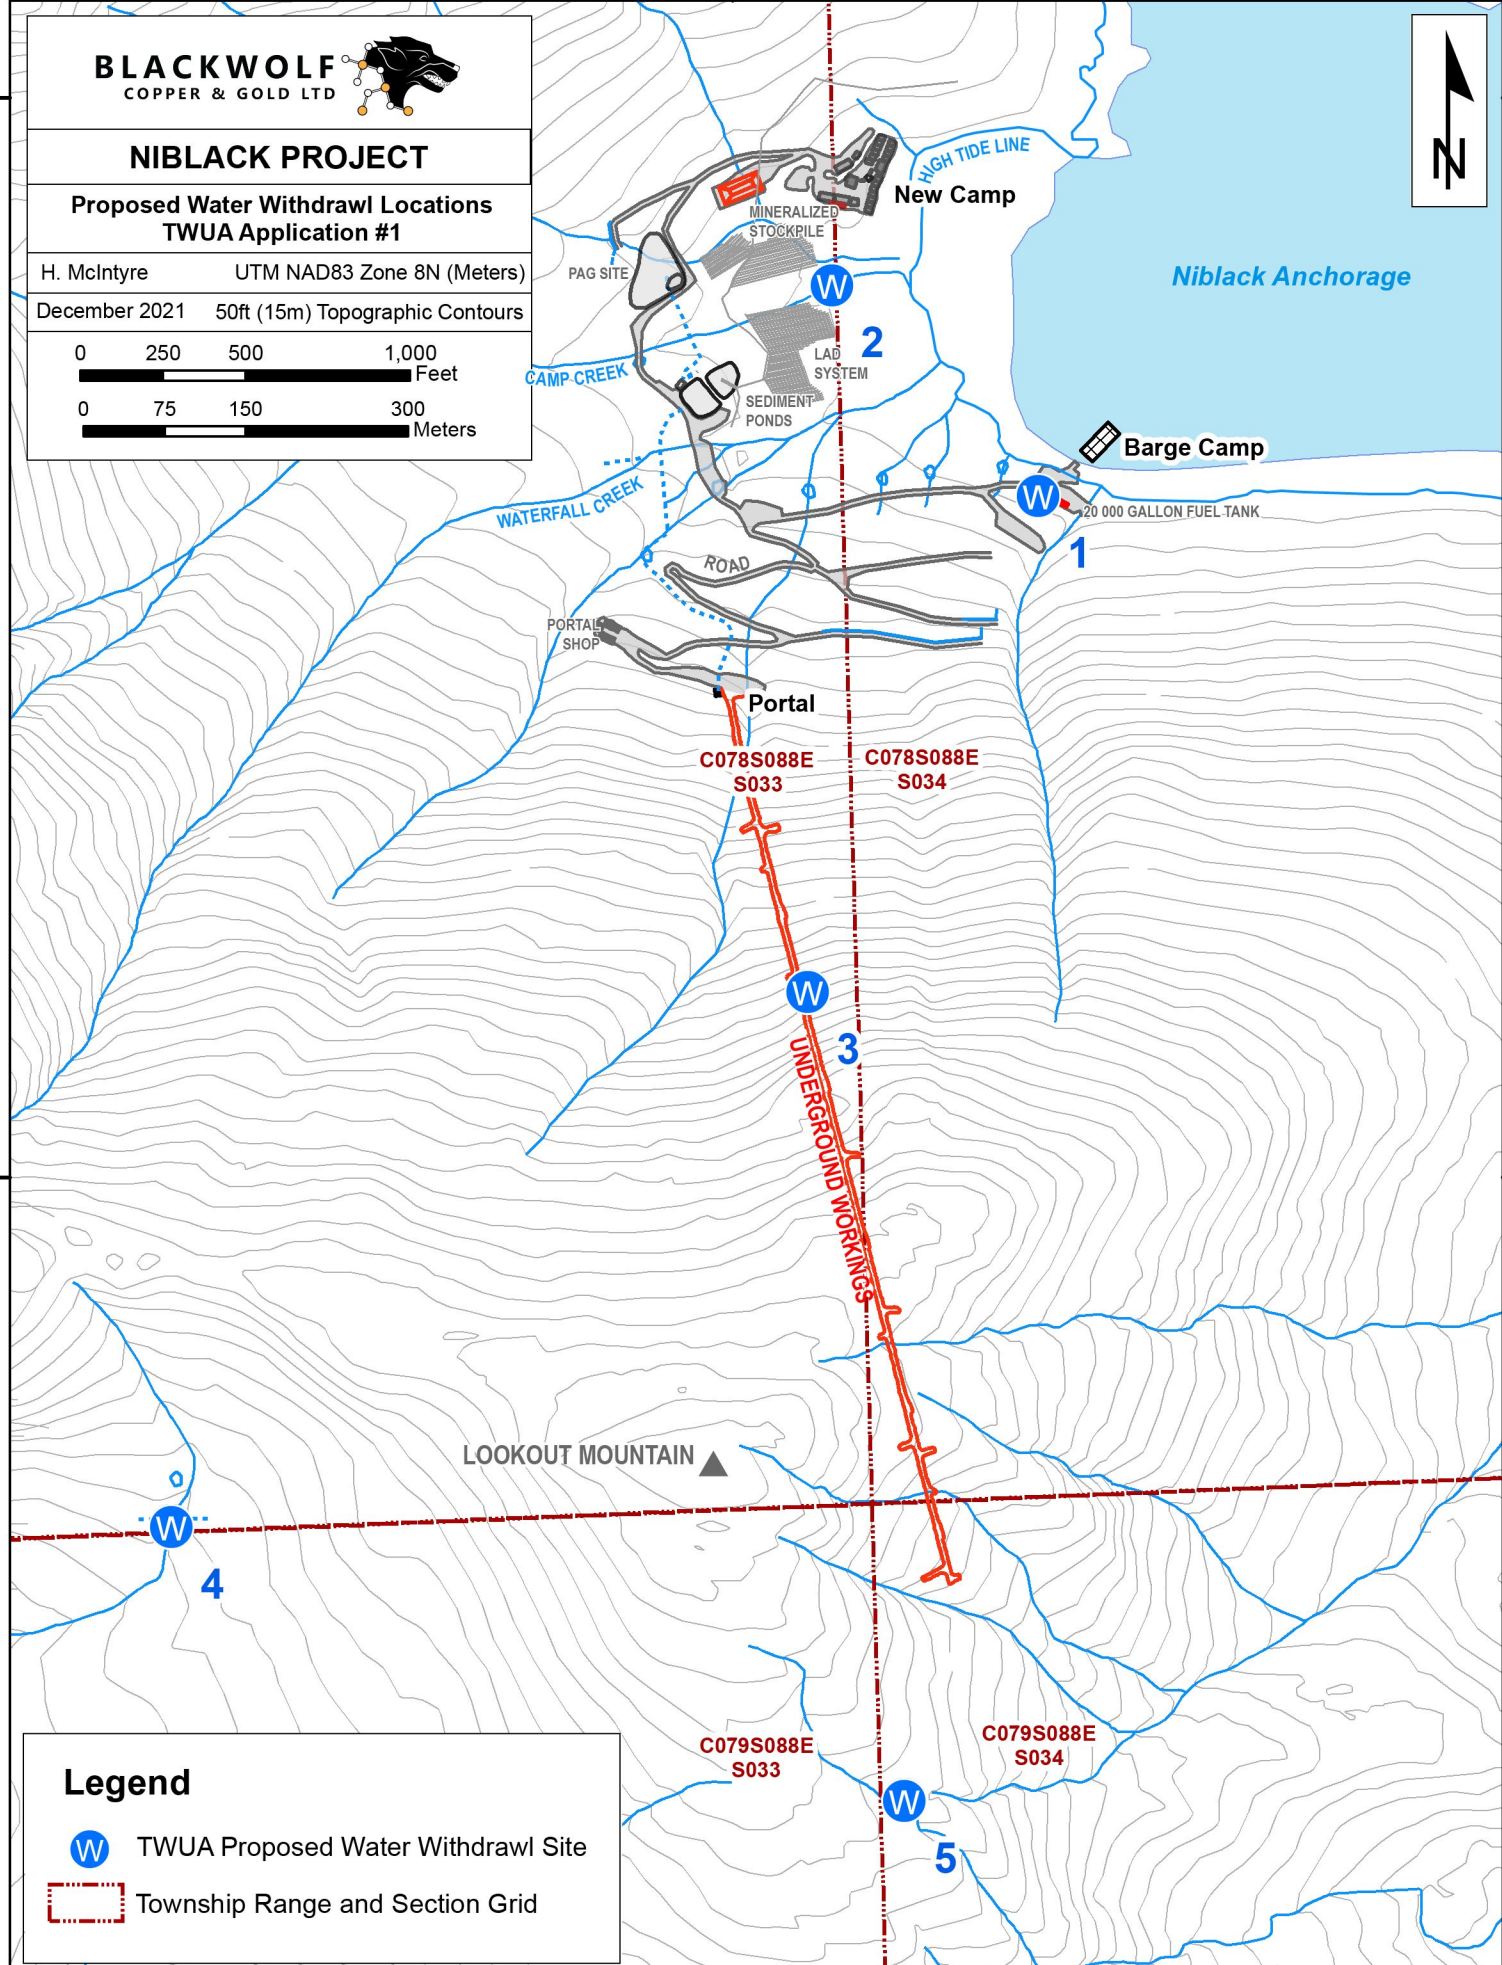 BLACKWOLF
COPPER & GOLD LTD
NIBLACK PROJECT
Proposed Water Withdrawl Locations
TWUA Application #1
H. McIntyre UTM NAD83 Zone 8N (Meters)
December 2021 50ft (15m) Topographic Contours
0 250 500 1,000
Feet
0 75 150 300
Meters
N
HIGH TIDE LINE
New Camp
MINERALIZED
STOCKPILE
PAG SITE
Niblack Anchorage
W
2
LAD
SYSTEM
CAMP CREEK
SEDIMENT
PONDS
Barge Camp
W
20 000 GALLON FUEL TANK
1
WATERFALL CREEK
ROAD
PORTAL
SHOP
Portal
C078S088E
S033
C078S088E
S034
W
3
UNDERGROUND WORKINGS
LOOKOUT MOUNTAIN
W
4
C079S088E
S033
C079S088E
S034
W
5
Legend
W TWUA Proposed Water Withdrawl Site
Township Range and Section Grid